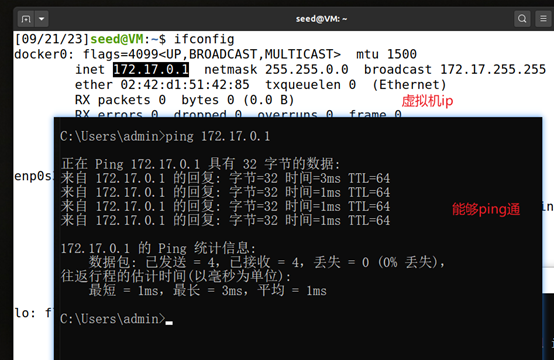 seed@VM: ~
[09/21/23]seed@VM:~$ ifconfig
docker0: flags=4099<UP,BROADCAST,MULTICAST>  mtu 1500
inet 172.17.0.1  netmask 255.255.0.0  broadcast 172.17.255.255
ether 02:42:d1:51:42:85  txqueuelen 0  (Ethernet)
RX packets 0  bytes 0 (0.0 B)
虚拟机ip
RX errors 0  dropped 0  overruns 0  frame 0
enp0s
C:\Users\admin>ping 172.17.0.1
正在 Ping 172.17.0.1 具有 32 字节的数据:
来自 172.17.0.1 的回复: 字节=32 时间=3ms TTL=64
来自 172.17.0.1 的回复: 字节=32 时间=1ms TTL=64
来自 172.17.0.1 的回复: 字节=32 时间=1ms TTL=64
来自 172.17.0.1 的回复: 字节=32 时间=1ms TTL=64
能够ping通
172.17.0.1 的 Ping 统计信息:
数据包: 已发送 = 4，已接收 = 4，丢失 = 0 (0% 丢失)，
往返行程的估计时间(以毫秒为单位):
最短 = 1ms，最长 = 3ms，平均 = 1ms
lo: f
C:\Users\admin>